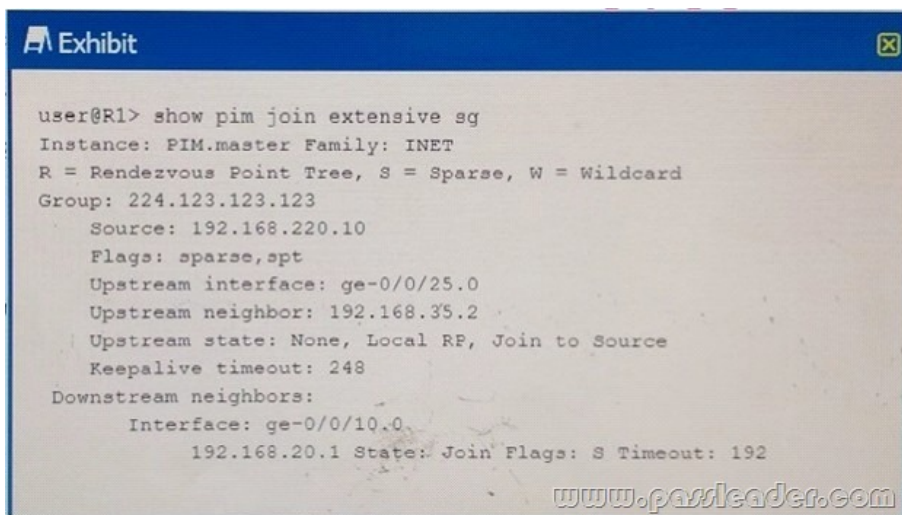 Exhibit
user@R1> show pim join extensive sg
Instance: PIM.master Family: INET
R = Rendezvous Point Tree, S = Sparse, W = Wildcard
Group: 224.123.123.123
Source: 192.168.220.10
Flags: sparse,spt
Upstream interface: ge-0/0/25.0
Upstream neighbor: 192.168.35.2
Upstream state: None, Local RP, Join to Source
Keepalive timeout: 248
Downstream neighbors:
Interface: ge-0/0/10.0
192.168.20.1 State: Join Flags: S Timeout: 192
www.passleader.com